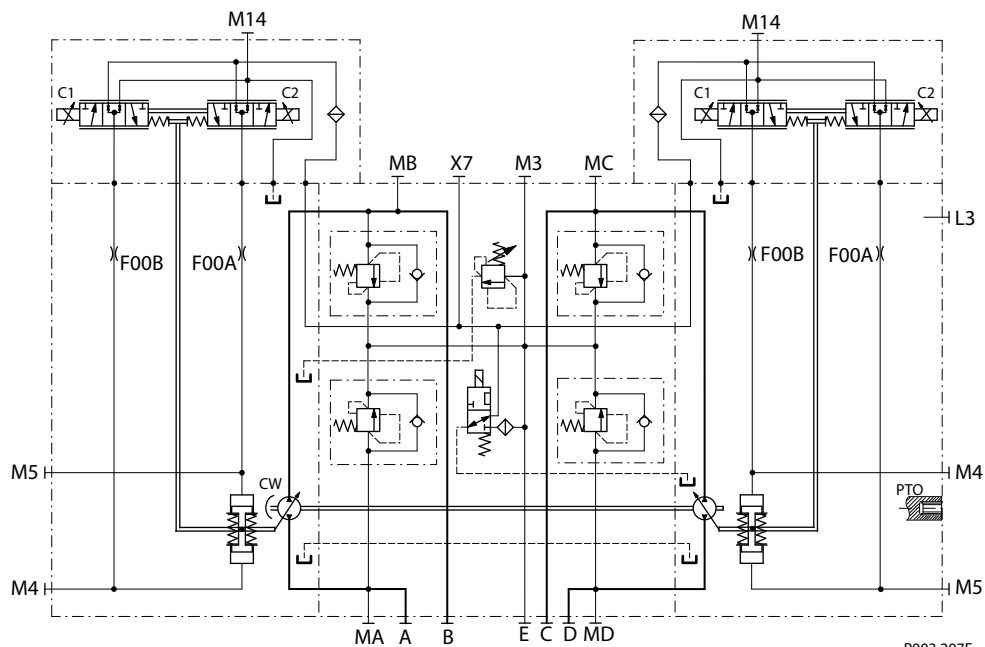 M14 M14
C1 C2 C1 C2
MB X7 M3 MC
L3
F00B F00A F00B F00A
M5 M4
CW PTO
M4 M5
MA A B E C D MD